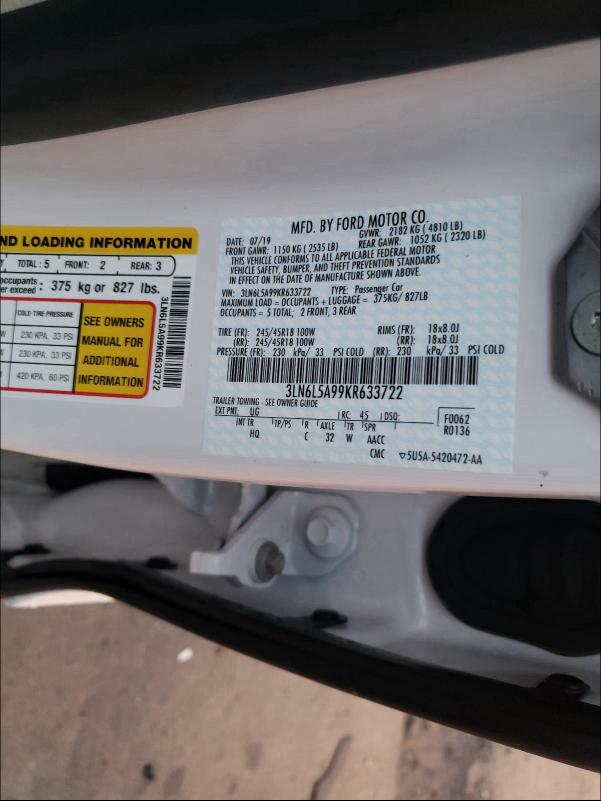 ND LOADING INFORMATION
TOTAL: 5 FRONT: 2 REAR: 3
occupants
er exceed : 375 kg or 827 lbs.
COLD TIRE PRESSURE
230 KPA, 33 PSI
230 KPA, 33 PSI
420 KPA, 60 PSI
SEE OWNERS
MANUAL FOR
ADDITIONAL
INFORMATION
3LN6L5A99KR633722
MFD. BY FORD MOTOR CO.
DATE: 07/19 GVWR: 2182 KG ( 4810 LB)
FRONT GAWR: 1150 KG ( 2535 LB) REAR GAWR: 1052 KG ( 2320 LB)
THIS VEHICLE CONFORMS TO ALL APPLICABLE FEDERAL MOTOR
VEHICLE SAFETY, BUMPER, AND THEFT PREVENTION STANDARDS
IN EFFECT ON THE DATE OF MANUFACTURE SHOWN ABOVE.
VIN: 3LN6L5A99KR633722 TYPE: Passenger Car
MAXIMUM LOAD = OCCUPANTS + LUGGAGE = 375KG/ 827LB
OCCUPANTS = 5 TOTAL; 2 FRONT, 3 REAR
TIRE (FR): 245/45R18 100W RIMS (FR): 18x8.0J
(RR): 245/45R18 100W (RR): 18x8.0J
PRESSURE (FR): 230 kPa/ 33 PSI COLD (RR): 230 kPa/ 33 PSI COLD
3LN6L5A99KR633722
TRAILER TOWING - SEE OWNER GUIDE
EXT PNT: UG RC: 45 DSO: F0062
INT TR TP/PS R AXLE TR SPR R0136
HQ C 32 W AACC
CMC ▽5USA-5420472-AA